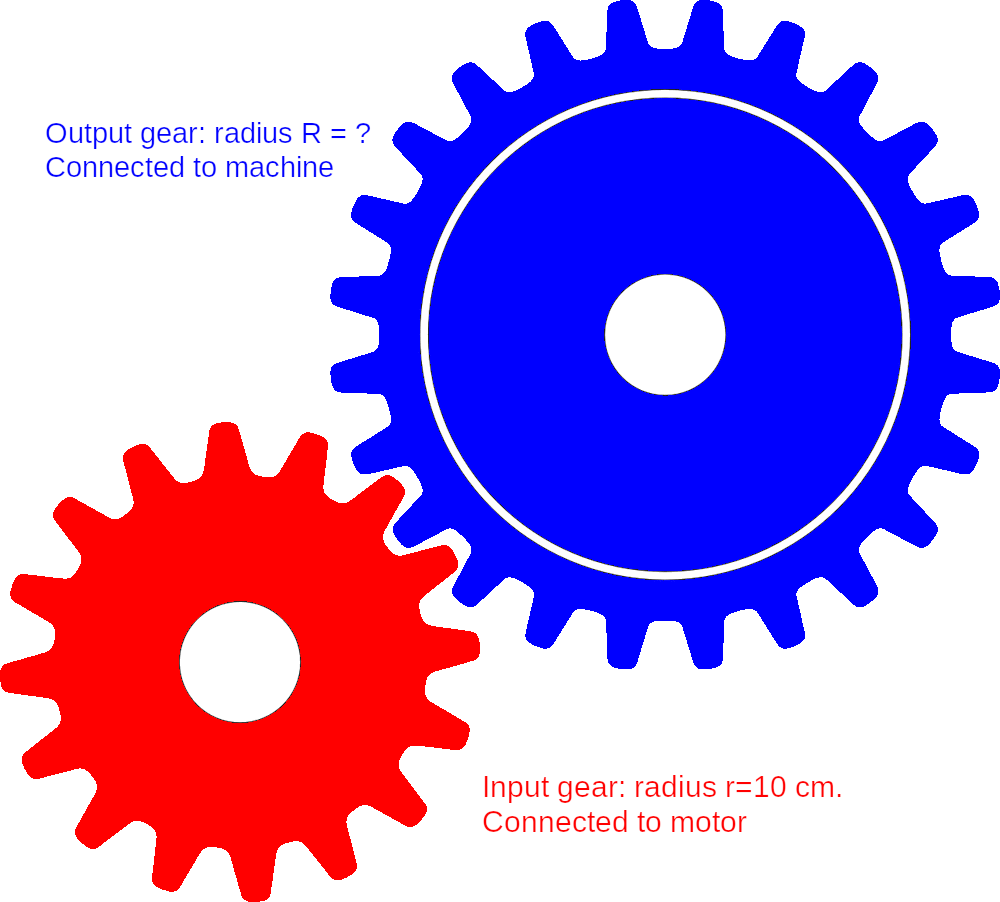 Output gear: radius R = ?
Connected to machine
Input gear: radius r=10 cm.
Connected to motor